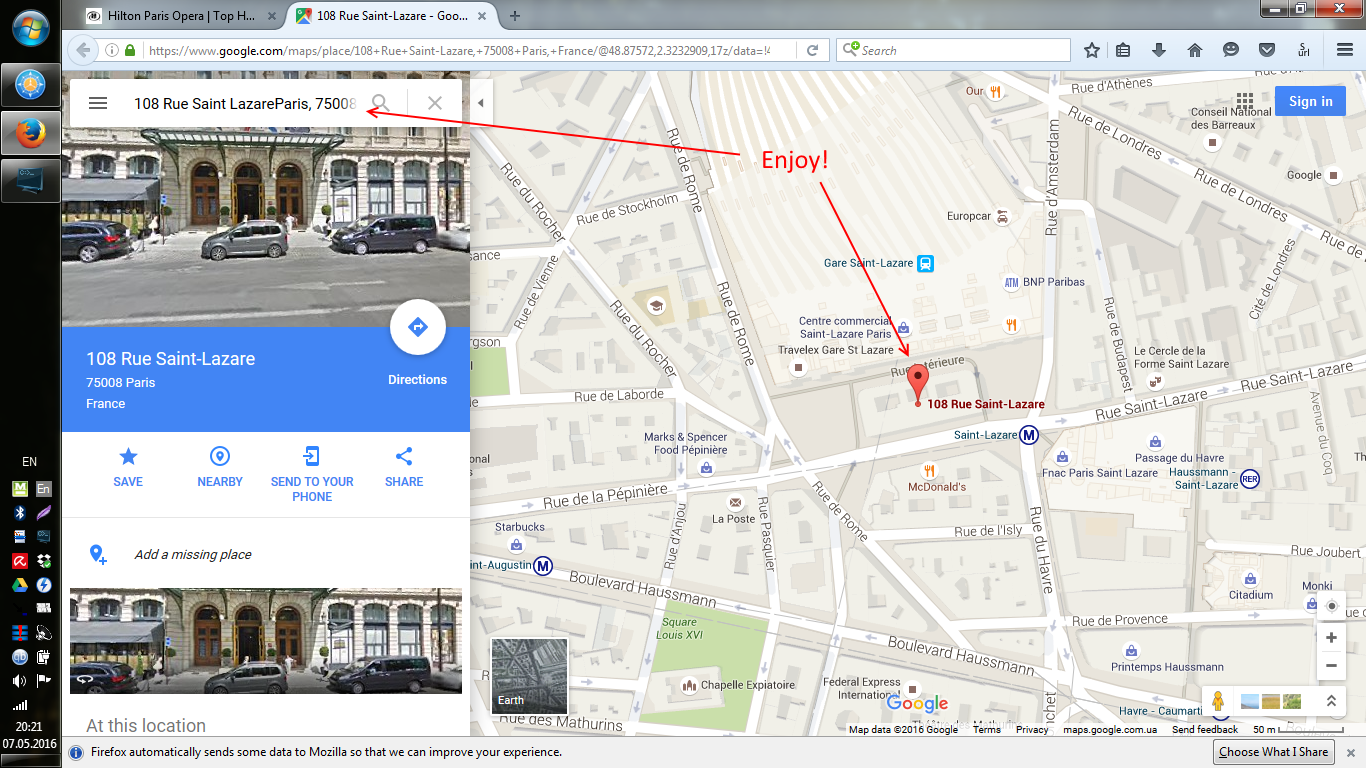 Hilton Paris Opera | Top H...
108 Rue Saint-Lazare - Goo...
https://www.google.com/maps/place/108+Rue+Saint-Lazare,+75008+Paris,+France/@48.87572,2.3232909,17z/data=!4
Search
S
url
108 Rue Saint LazareParis, 75008
Enjoy!
Sign in
108 Rue Saint-Lazare
75008 Paris
France
Directions
SAVE
NEARBY
SEND TO YOUR
PHONE
SHARE
Add a missing place
At this location
Rue d'Athènes
Our
Conseil National
des Barreaux
Rue de Londres
Google
Rue de Londres
Rue d'Amsterdam
Rue de Rome
Rue du Rocher
Rue de Stockholm
Europcar
Gare Saint-Lazare
BNP Paribas
ATM
Cité de Londres
Rue de Vienne
Rue de Rome
Rue du Rocher
Centre commercial
Saint-Lazare Paris
Travelex Gare St Lazare
Rue Intérieure
Rue de Budapest
Le Cercle de la
Forme Saint Lazare
Rue Saint-Lazare
108 Rue Saint-Lazare
Rue de Laborde
Rue Saint-Lazare
Avenue du Coq
Saint-Lazare
M
Marks & Spencer
Food Pépinière
Passage du Havre
Fnac Paris Saint Lazare
Haussmann -
Saint-Lazare
RER
McDonald's
Rue de la Pépinière
La Poste
Rue de Rome
Rue d'Anjou
Rue Pasquier
Rue de l'Isly
Rue du Havre
Rue Joubert
Starbucks
int-Augustin
M
Boulevard Haussmann
Citadium
Monki
Square
Louis XVI
Rue de Provence
Boulevard Haussmann
Printemps Haussmann
Chapelle Expiatoire
Federal Express
International
Google
Earth
Rue des Mathurins
Havre - Caumarti
Map data ©2016 Google
Terms
Privacy
maps.google.com.ua
Send feedback
50 m
EN
En
20:21
07.05.2016
Firefox automatically sends some data to Mozilla so that we can improve your experience.
Choose What I Share